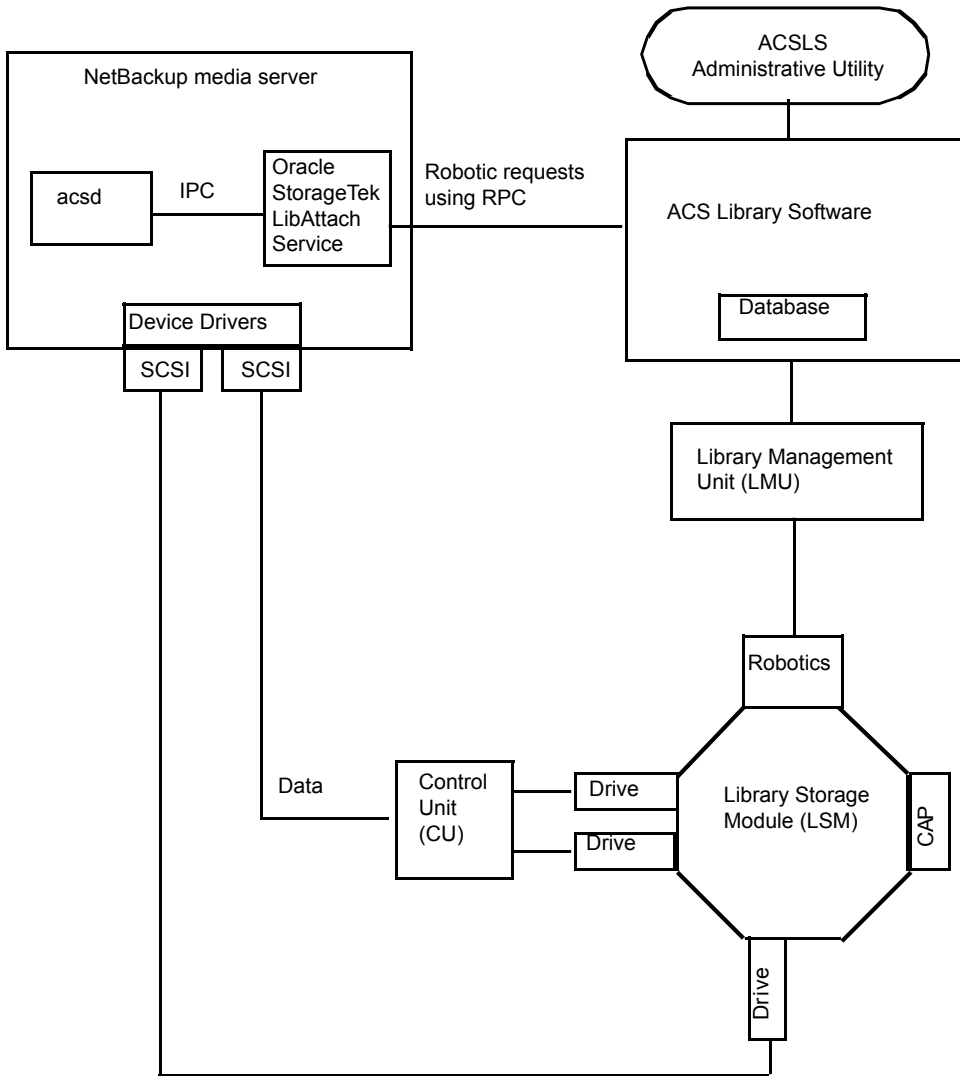 ACSLS
Administrative Utility
NetBackup media server
acsd
IPC
Oracle
StorageTek
LibAttach
Service
Robotic requests
using RPC
ACS Library Software
Database
Device Drivers
SCSI
SCSI
Library Management
Unit (LMU)
Robotics
Data
Control
Unit
(CU)
Drive
Drive
Library Storage
Module (LSM)
CAP
Drive